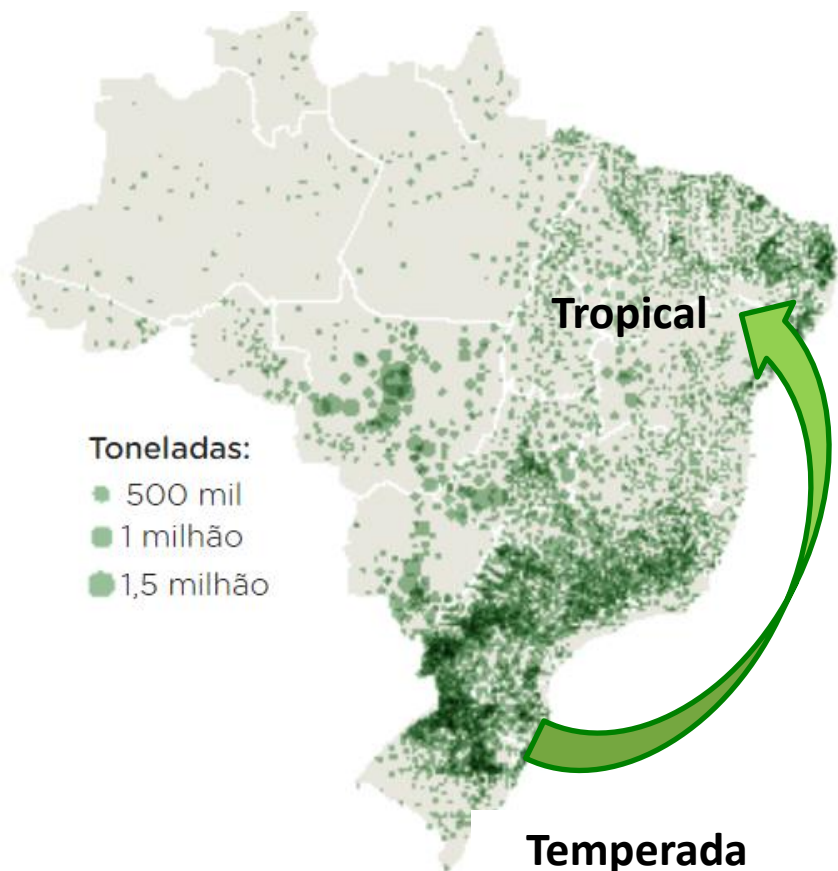 Tropical
Toneladas:
500 mil
1 milhão
1,5 milhão
Temperada